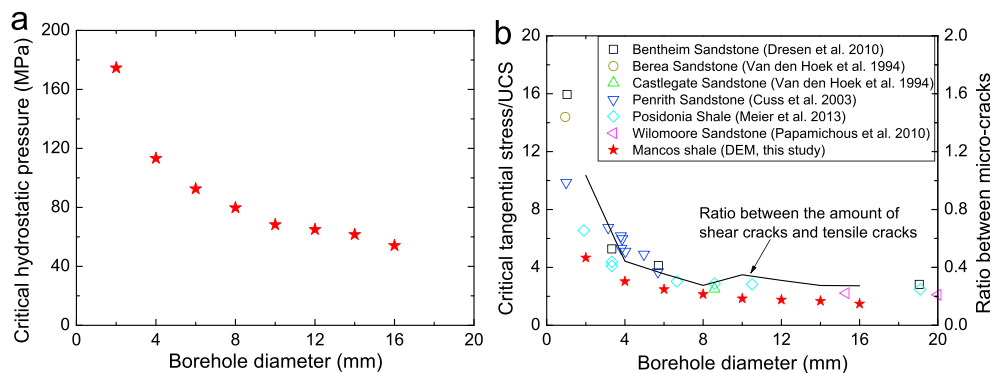 a
Critical hydrostatic pressure (MPa)
200
160
120
80
40
0
0 4 8 12 16 20
Borehole diameter (mm)
b
Critical tangential stress/UCS
20
16
12
8
4
0
Bentheim Sandstone (Dresen et al. 2010)
Berea Sandstone (Van den Hoek et al. 1994)
Castlegate Sandstone (Van den Hoek et al. 1994)
Penrith Sandstone (Cuss et al. 2003)
Posidonia Shale (Meier et al. 2013)
Wilomoore Sandstone (Papamichous et al. 2010)
Mancos shale (DEM, this study)
Ratio between the amount of
shear cracks and tensile cracks
0 4 8 12 16 20
Borehole diameter (mm)
2.0
1.6
1.2
0.8
0.4
0.0
Ratio between micro-cracks